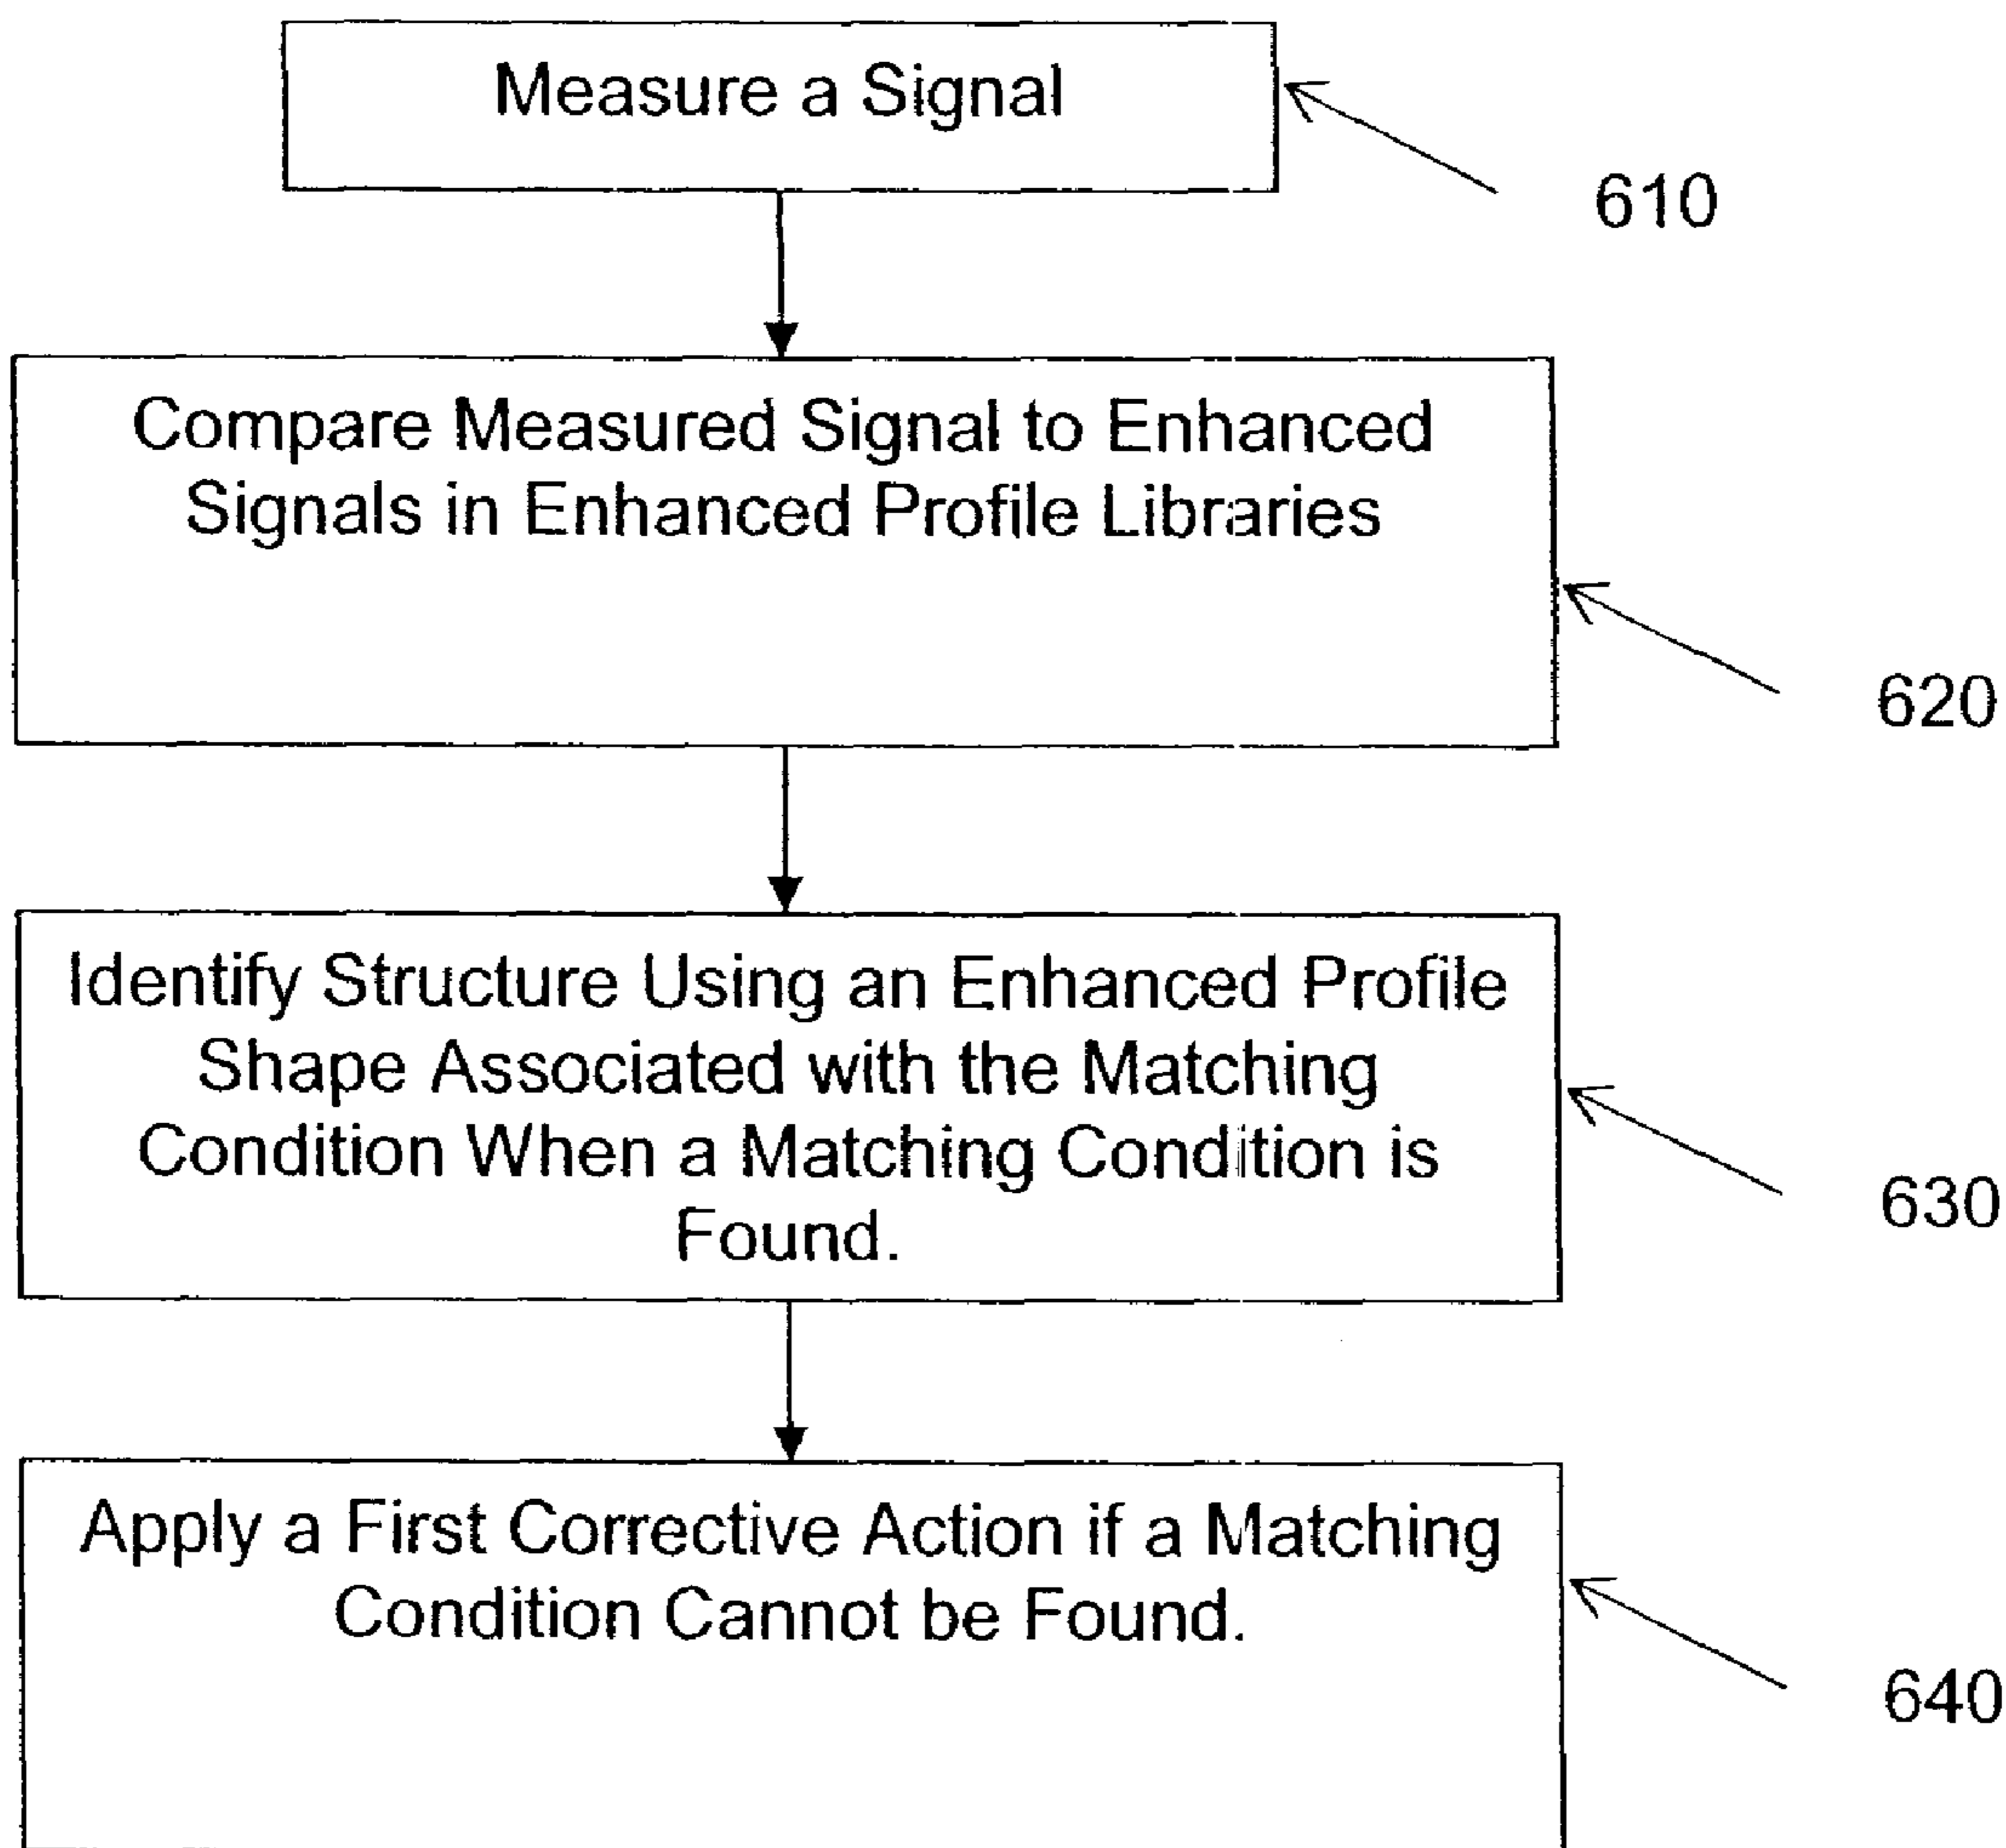 Measure a Signal
610
Compare Measured Signal to Enhanced
Signals in Enhanced Profile Libraries
620
Identify Structure Using an Enhanced Profile
Shape Associated with the Matching
Condition When a Matching Condition is
Found.
630
Apply a First Corrective Action if a Matching
Condition Cannot be Found.
640